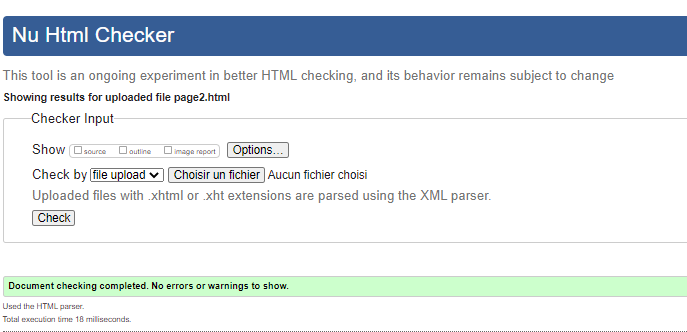 Nu Html Checker
This tool is an ongoing experiment in better HTML checking, and its behavior remains subject to change
Showing results for uploaded file page2.html
Checker Input
Show source outline image report Options...
Check by file upload Choisir un fichier Aucun fichier choisi
Uploaded files with .xhtml or .xht extensions are parsed using the XML parser.
Check
Document checking completed. No errors or warnings to show.
Used the HTML parser.
Total execution time 18 milliseconds.